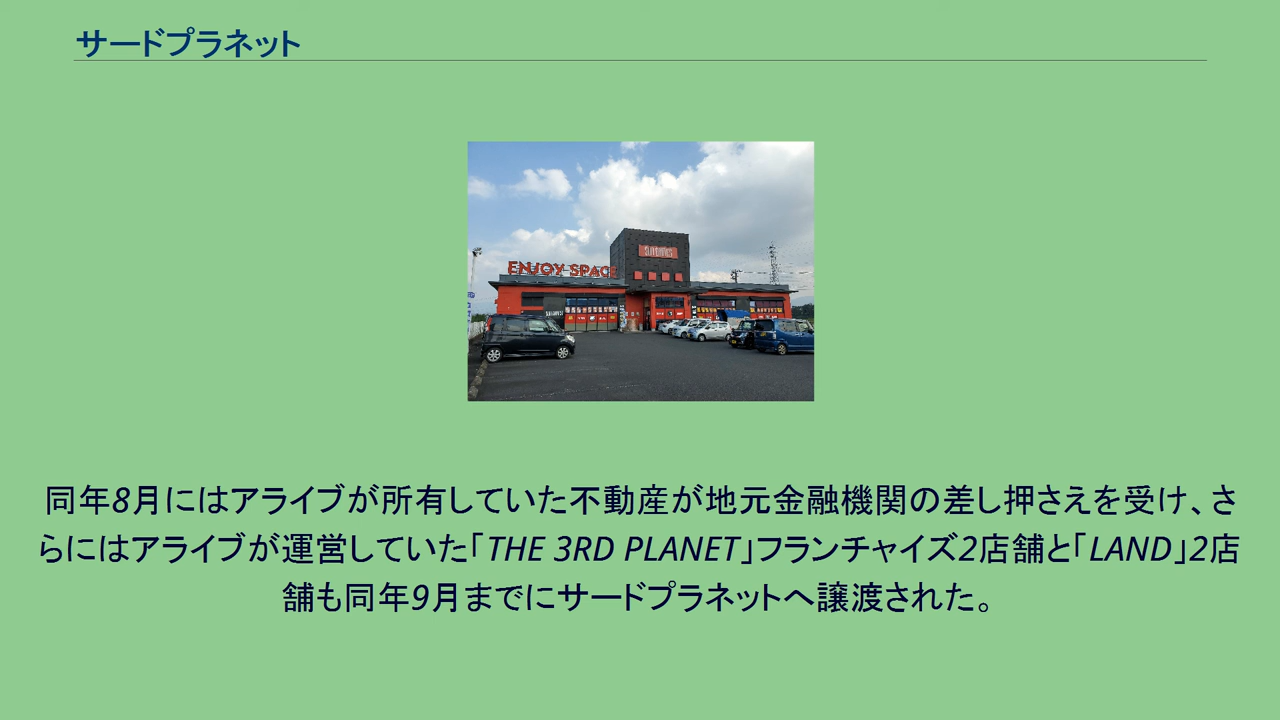 サードプラネット
ENJOY SPACE
同年8月にはアライブが所有していた不動産が地元金融機関の差し押さえを受け、さ
らにはアライブが運営していた「THE 3RD PLANET」フランチャイズ2店舗と「LAND」2店
舗も同年9月までにサードプラネットへ譲渡された。